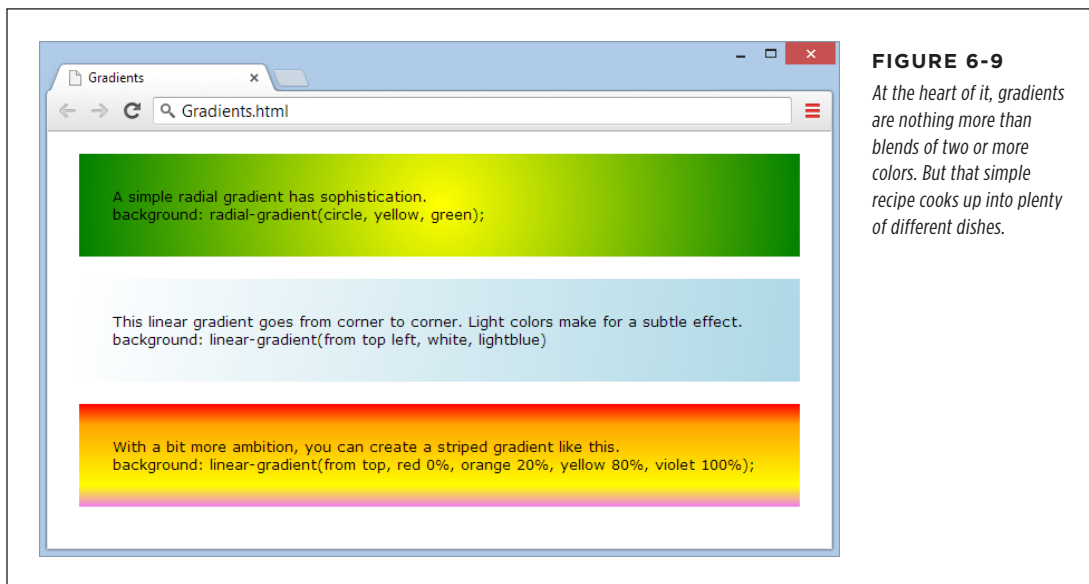 Gradients
Gradients.html
A simple radial gradient has sophistication.
background: radial-gradient(circle, yellow, green);
This linear gradient goes from corner to corner. Light colors make for a subtle effect.
background: linear-gradient(from top left, white, lightblue)
With a bit more ambition, you can create a striped gradient like this.
background: linear-gradient(from top, red 0%, orange 20%, yellow 80%, violet 100%);
FIGURE 6-9
At the heart of it, gradients
are nothing more than
blends of two or more
colors. But that simple
recipe cooks up into plenty
of different dishes.